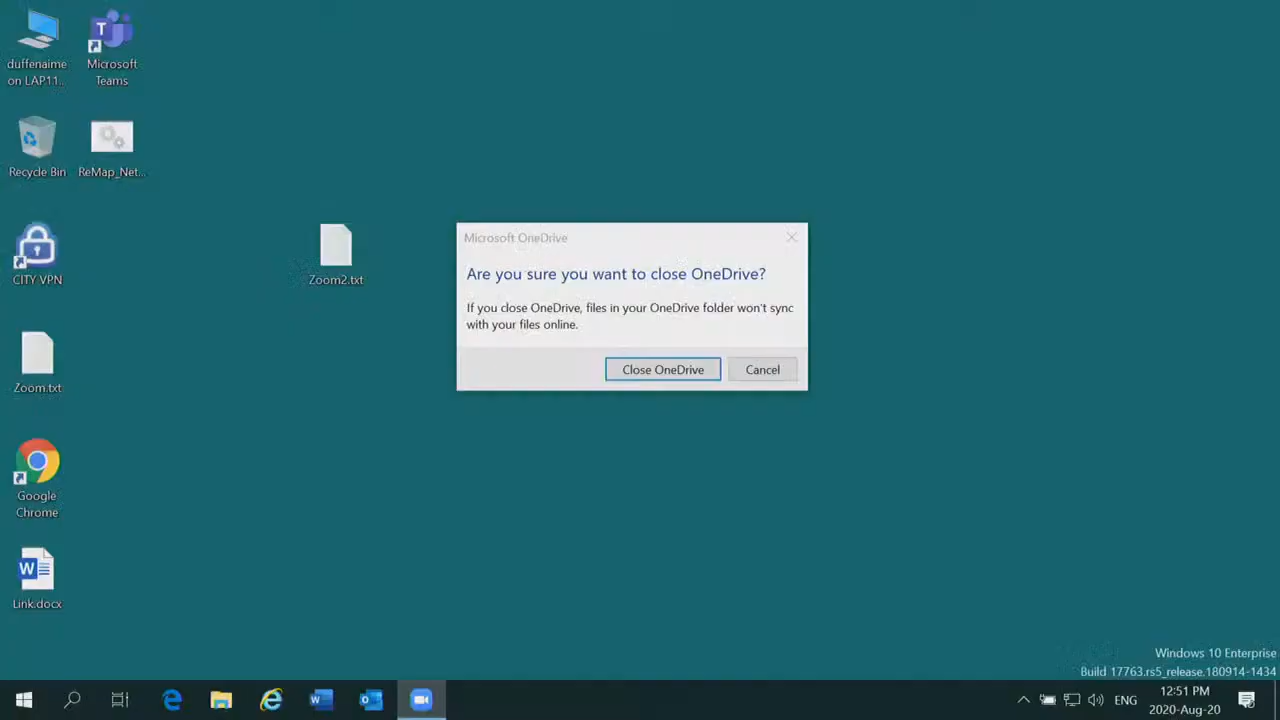 duffenaime
on LAP11...
Microsoft
Teams
Recycle Bin
ReMap_Net...
CITY VPN
Zoom2.txt
Zoom.txt
Google
Chrome
Link.docx
Microsoft OneDrive
Are you sure you want to close OneDrive?
If you close OneDrive, files in your OneDrive folder won't sync
with your files online.
Close OneDrive
Cancel
Windows 10 Enterprise
Build 17763.rs5_release.180914-1434
ENG
12:51 PM
2020-Aug-20